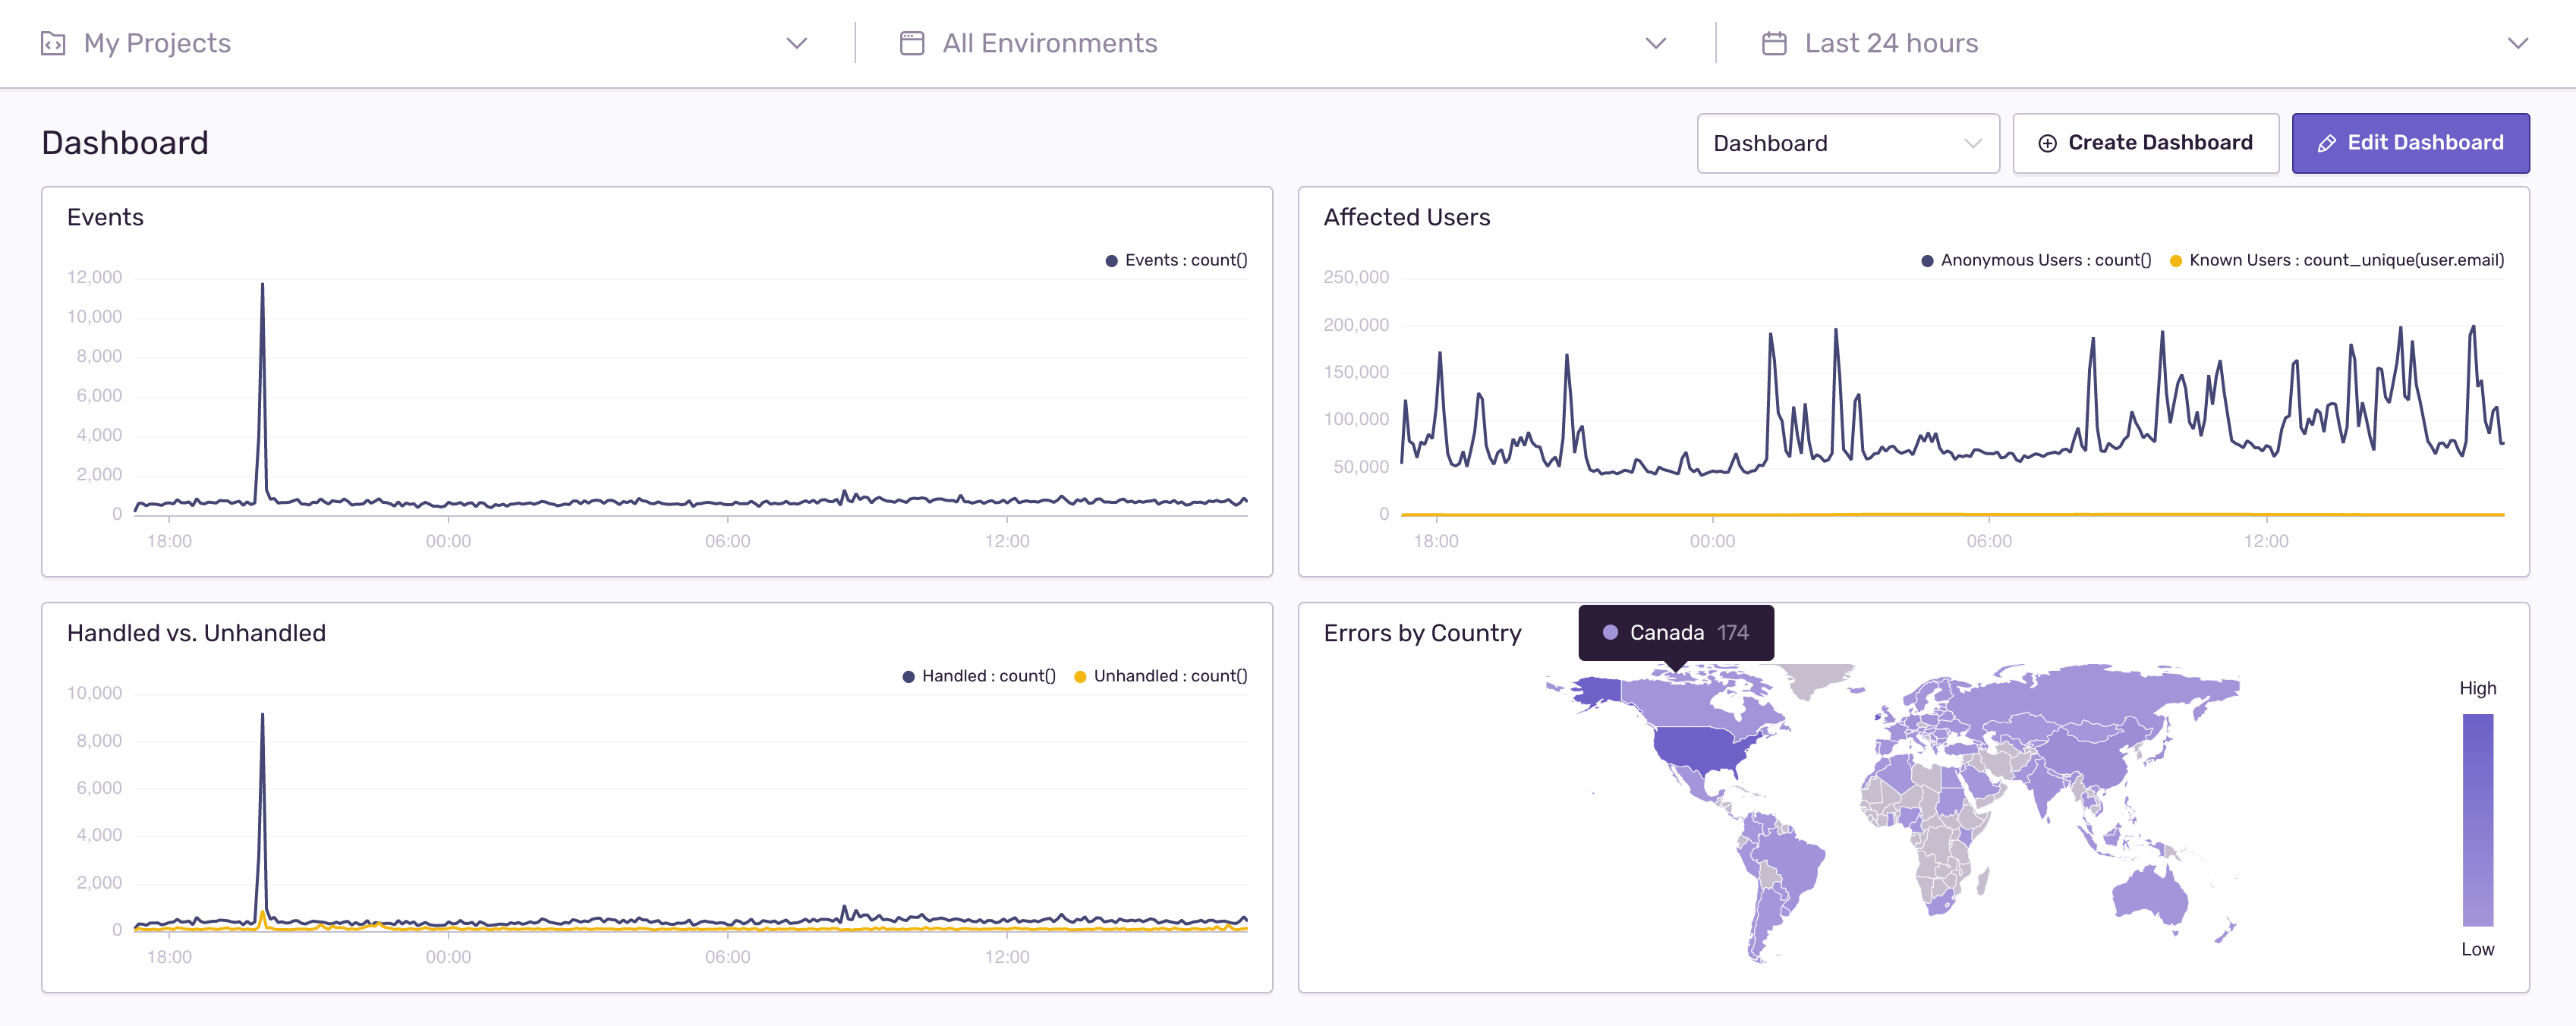 My Projects
All Environments
Last 24 hours
Dashboard
Dashboard
Create Dashboard
Edit Dashboard
Events
Events : count()
12,000
10,000
8,000
6,000
4,000
2,000
0
18:00 00:00 06:00 12:00
Affected Users
Anonymous Users : count() Known Users : count_unique(user.email)
250,000
200,000
150,000
100,000
50,000
0
18:00 00:00 06:00 12:00
Handled vs. Unhandled
Handled : count() Unhandled : count()
10,000
8,000
6,000
4,000
2,000
0
18:00 00:00 06:00 12:00
Errors by Country
Canada 174
High
Low